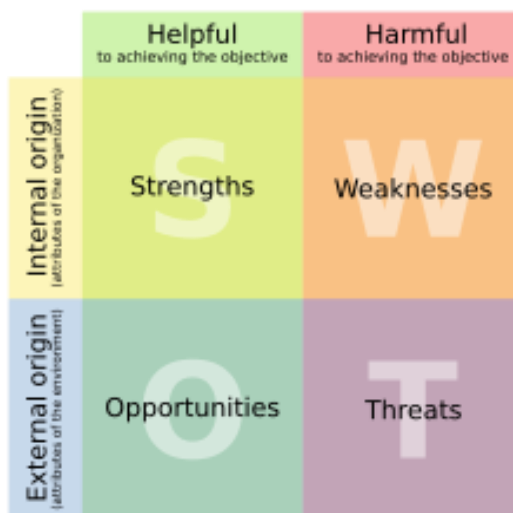 Helpful
to achieving the objective
Harmful
to achieving the objective
Internal origin
(attributes of the organization)
S
Strengths
W
Weaknesses
External origin
(attributes of the environment)
O
Opportunities
T
Threats